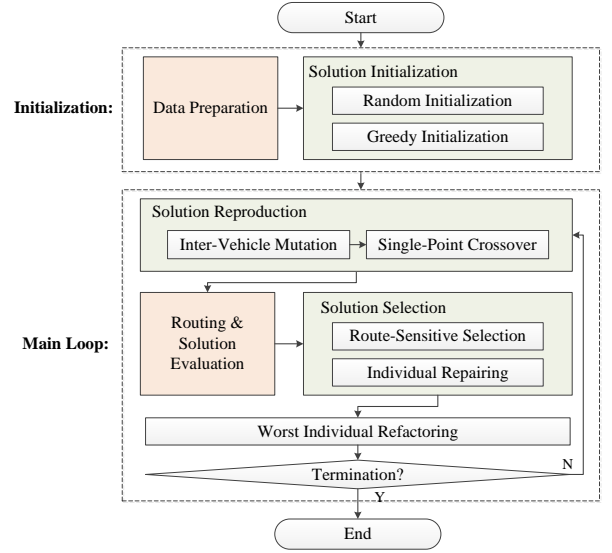 Start
Initialization:
Data Preparation
Solution Initialization
Random Initialization
Greedy Initialization
Main Loop:
Solution Reproduction
Inter-Vehicle Mutation
Single-Point Crossover
Routing &
Solution
Evaluation
Solution Selection
Route-Sensitive Selection
Individual Repairing
Worst Individual Refactoring
Termination?
N
Y
End